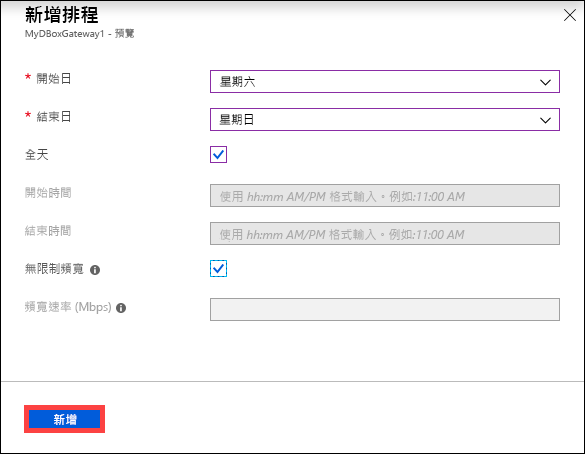 新增排程
MyDBoxGateway1 - 預覽
* 開始日 星期六
* 結束日 星期日
全天
開始時間 使用 hh:mm AM/PM 格式輸入。例如:11:00 AM
結束時間 使用 hh:mm AM/PM 格式輸入。例如:11:00 AM
無限制頻寬
頻寬速率 (Mbps)
新增